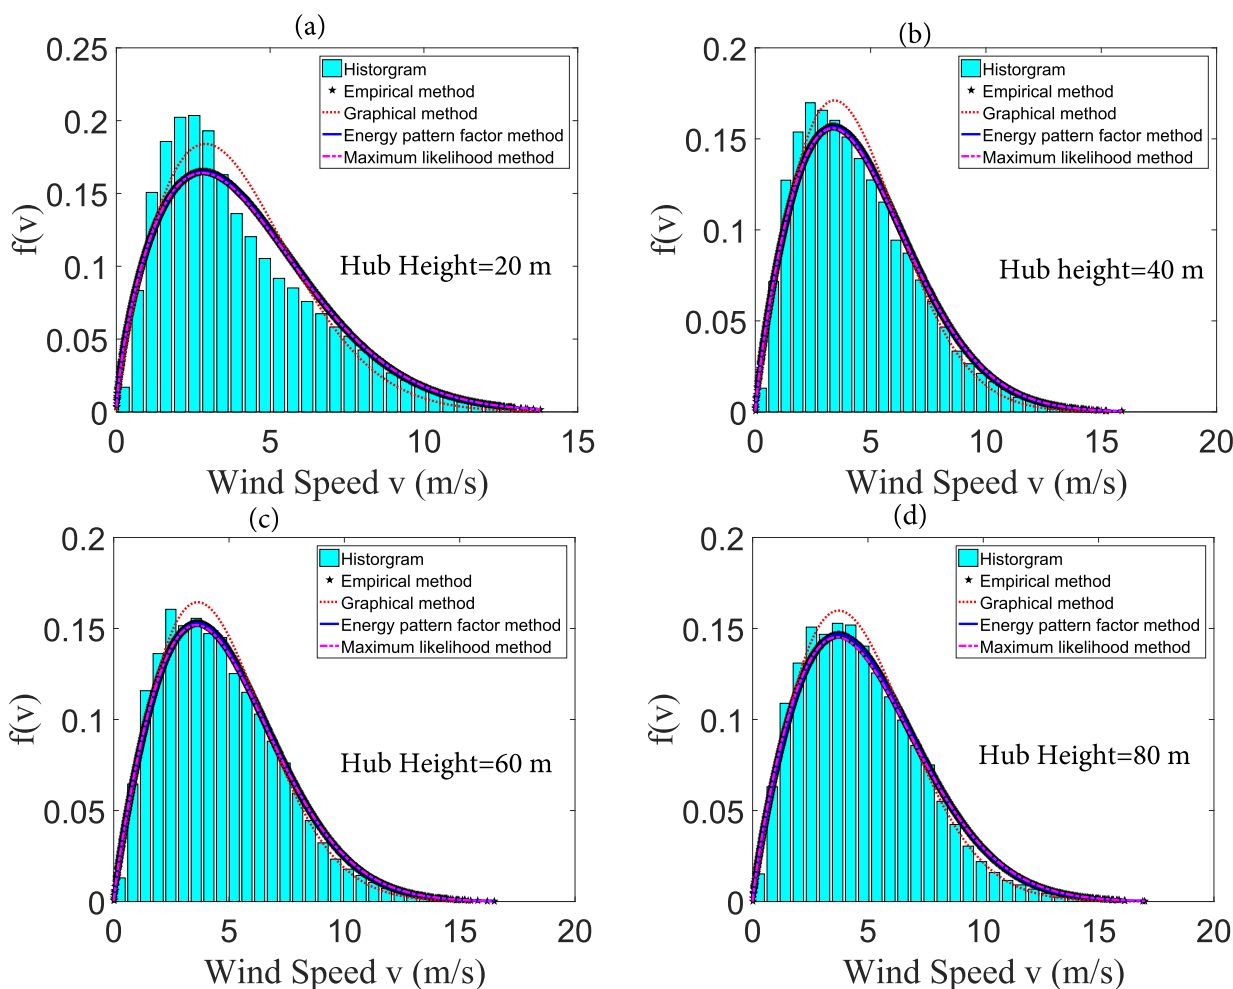 (a)
0.25
0.2
0.15
0.1
0.05
0
f(v)
Historgram
Empirical method
Graphical method
Energy pattern factor method
Maximum likelihood method
Hub Height=20 m
0 5 10 15
Wind Speed v (m/s)
(b)
0.2
0.15
0.1
0.05
0
f(v)
Historgram
Empirical method
Graphical method
Energy pattern factor method
Maximum likelihood method
Hub height=40 m
0 5 10 15 20
Wind Speed v (m/s)
(c)
0.2
0.15
0.1
0.05
0
f(v)
Historgram
Empirical method
Graphical method
Energy pattern factor method
Maximum likelihood method
Hub Height=60 m
0 5 10 15 20
Wind Speed v (m/s)
(d)
0.2
0.15
0.1
0.05
0
f(v)
Historgram
Empirical method
Graphical method
Energy pattern factor method
Maximum likelihood method
Hub Height=80 m
0 5 10 15 20
Wind Speed v (m/s)